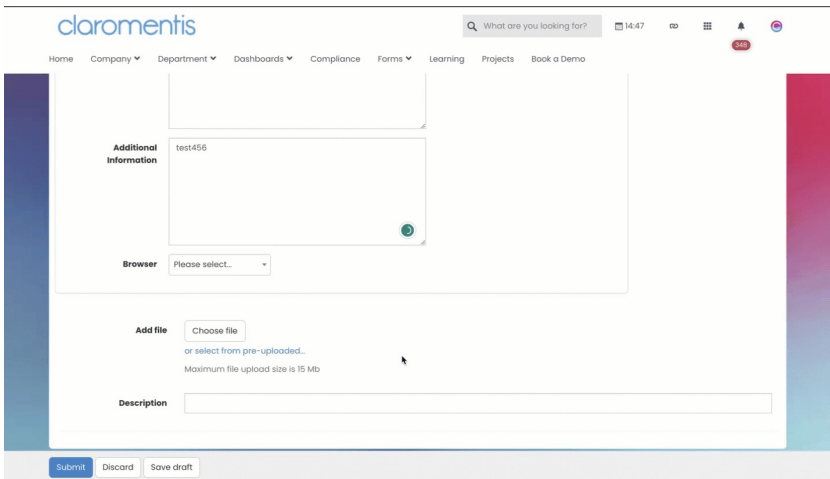 claromentis
What are you looking for?
14:47
348
Home Company Department Dashboards Compliance Forms Learning Projects Book a Demo
Additional
Information
test456
Browser
Please select...
Add file
Choose file
or select from pre-uploaded...
Maximum file upload size is 15 Mb
Description
Submit Discard Save draft